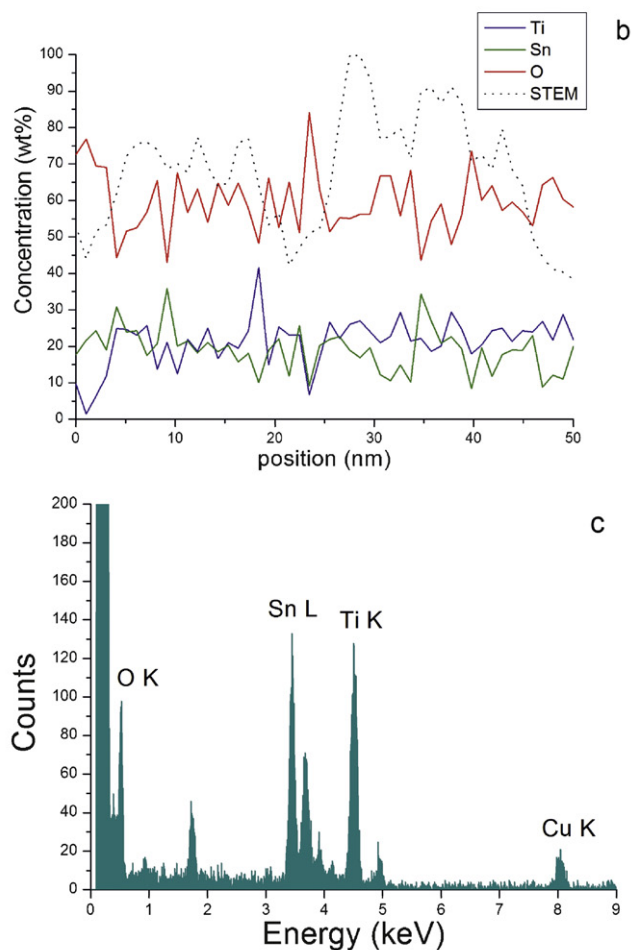 b
Ti
Sn
O
STEM
100
90
80
70
60
50
40
30
20
10
0
Concentration (wt%)
0 10 20 30 40 50
position (nm)
c
200
180
160
140
120
100
80
60
40
20
0
Counts
O K
Sn L
Ti K
Cu K
0 1 2 3 4 5 6 7 8 9
Energy (keV)